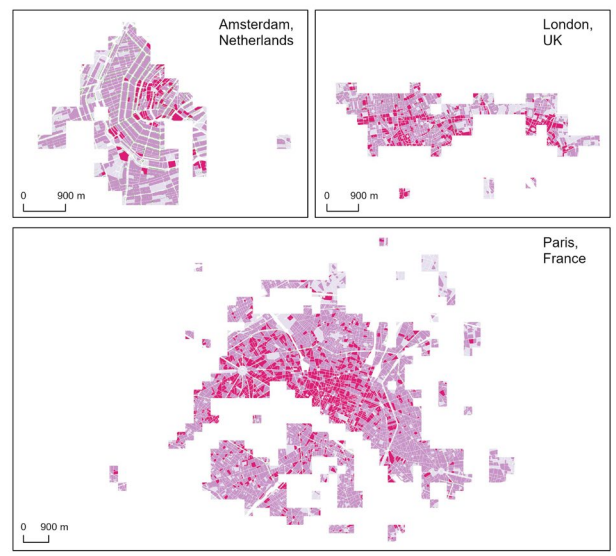 Amsterdam,
Netherlands
0 900 m
London,
UK
0 900 m
Paris,
France
0 900 m